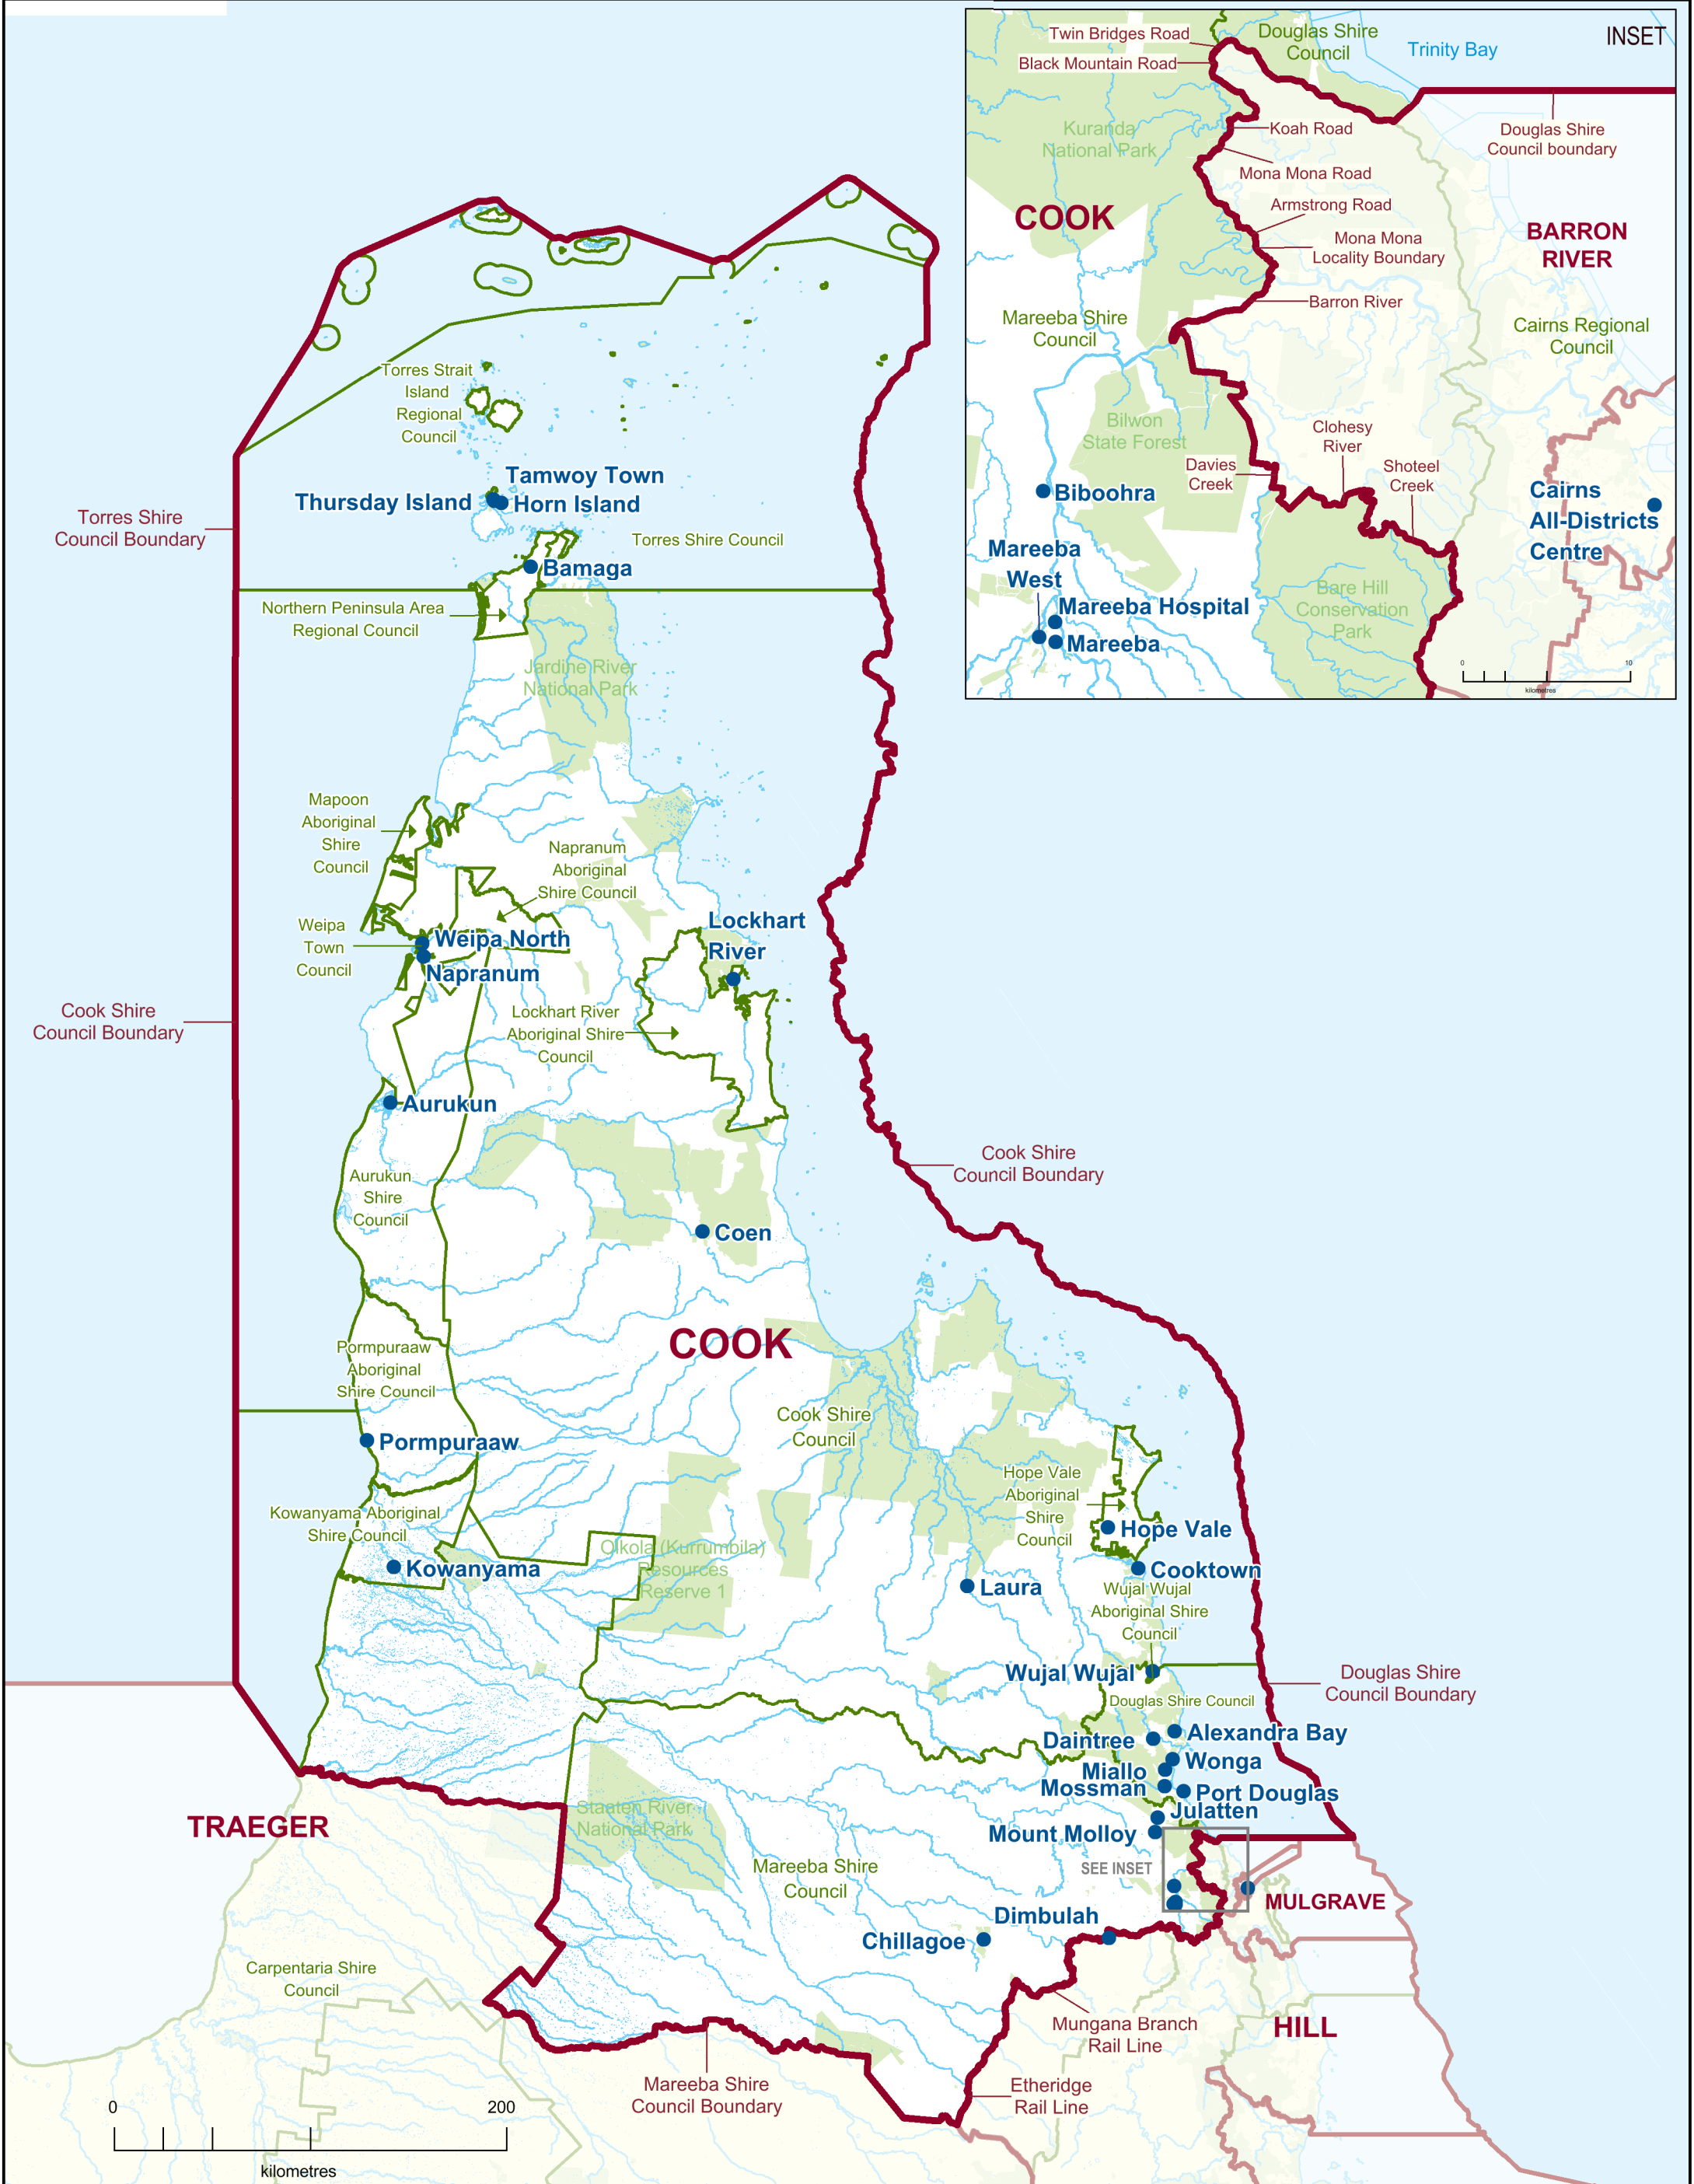 Twin Bridges Road
Black Mountain Road
Douglas Shire
Council
Trinity Bay
INSET
Kuranda
National Park
Koah Road
Douglas Shire
Council boundary
Mona Mona Road
COOK
Armstrong Road
Mona Mona
Locality Boundary
BARRON
RIVER
Barron River
Mareeba Shire
Council
Cairns Regional
Council
Bilwon
State Forest
Clohesy
River
Davies
Creek
Shoteel
Creek
Biboohra
Cairns
All-Districts
Centre
Mareeba
West
Mareeba Hospital
Mareeba
Bare Hill
Conservation
Park
0
10
kilometres
Torres Strait
Island
Regional
Council
Tamwoy Town
Thursday Island
Horn Island
Torres Shire
Council Boundary
Torres Shire Council
Bamaga
Northern Peninsula Area
Regional Council
Jardine River
National Park
Mapoon
Aboriginal
Shire
Council
Napranum
Aboriginal
Shire Council
Weipa
Town
Council
Weipa North
Napranum
Lockhart
River
Cook Shire
Council Boundary
Lockhart River
Aboriginal Shire
Council
Aurukun
Cook Shire
Council Boundary
Aurukun
Shire
Council
Coen
COOK
Pormpuraaw
Aboriginal
Shire Council
Cook Shire
Council
Pormpuraaw
Hope Vale
Aboriginal
Shire
Council
Kowanyama Aboriginal
Shire Council
Hope Vale
Olkola (Kurrumbila)
Resources
Reserve 1
Kowanyama
Cooktown
Laura
Wujal Wujal
Aboriginal Shire
Council
Wujal Wujal
Douglas Shire
Council Boundary
Douglas Shire Council
Daintree
Alexandra Bay
Wonga
Miallo
Mossman
Port Douglas
Julatten
Staaten River
National Park
TRAEGER
Mount Molloy
Mareeba Shire
Council
SEE INSET
MULGRAVE
Dimbulah
Chillagoe
Carpentaria Shire
Council
Mungana Branch
Rail Line
HILL
Mareeba Shire
Council Boundary
Etheridge
Rail Line
0
200
kilometres